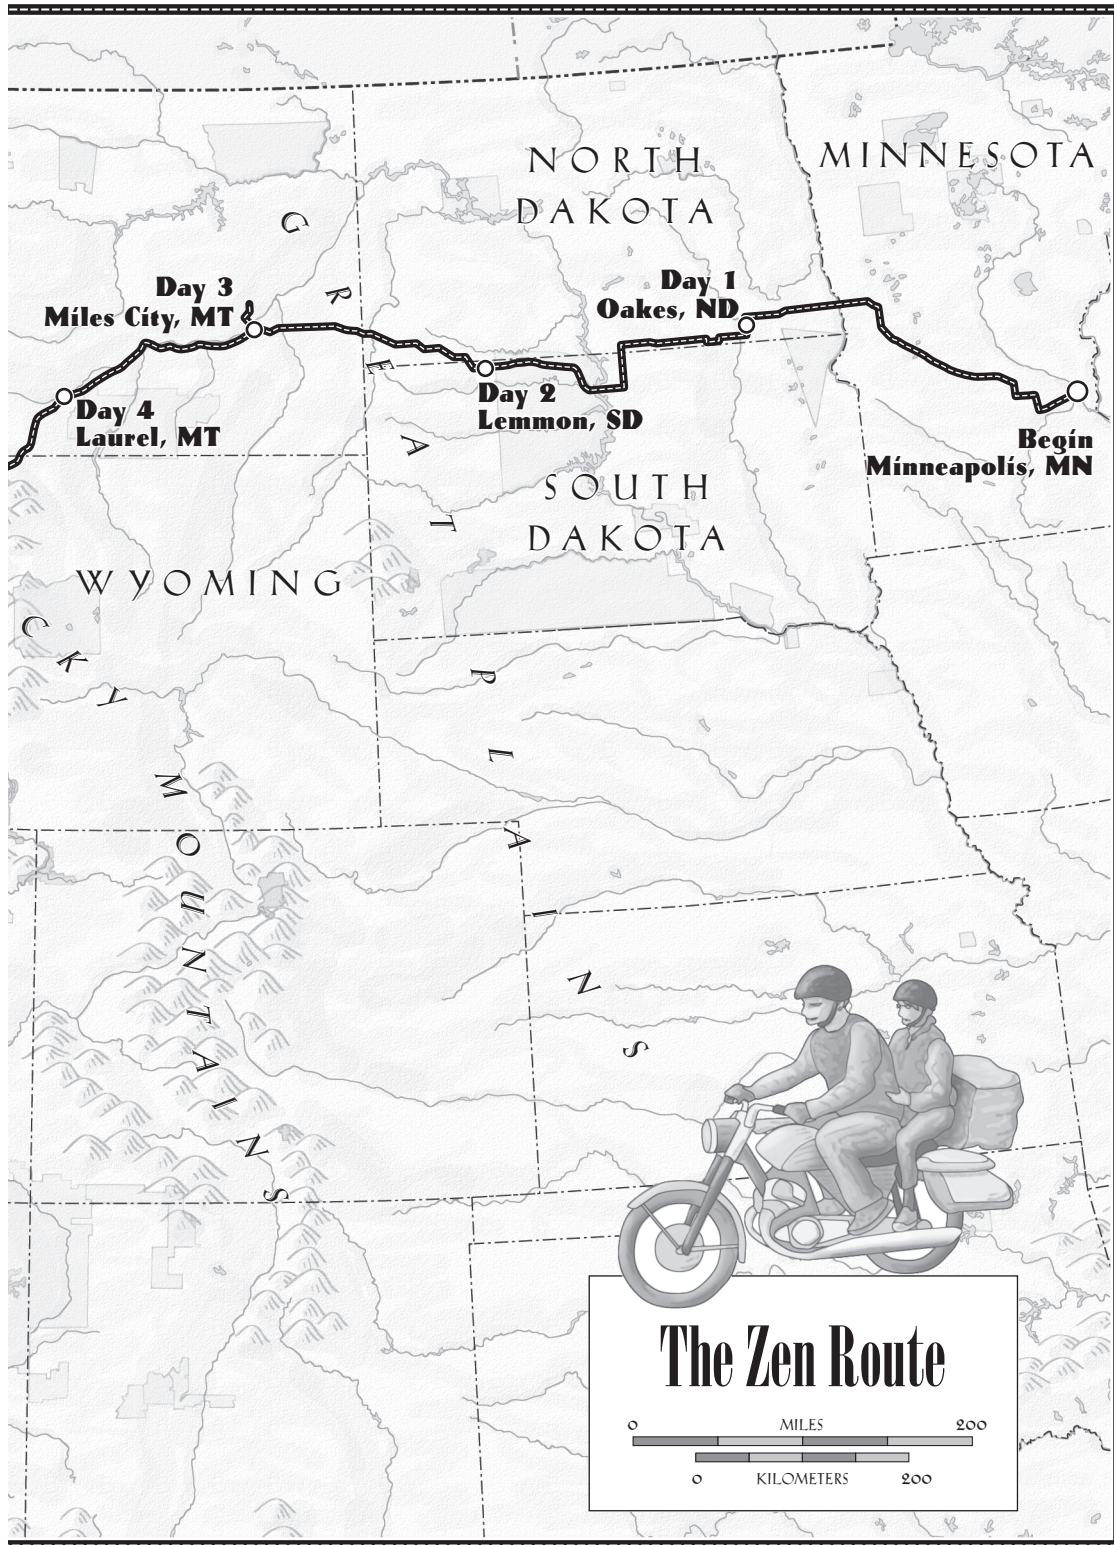 NORTH
DAKOTA
MINNESOTA
Day 3
Miles City, MT
Day 1
Oakes, ND
Day 4
Laurel, MT
Day 2
Lemmon, SD
Begin
Minneapolis, MN
SOUTH
DAKOTA
WYOMING
GREAT PLAINS
CKY MOUNTAINS
The Zen Route
0 MILES 200
0 KILOMETERS 200